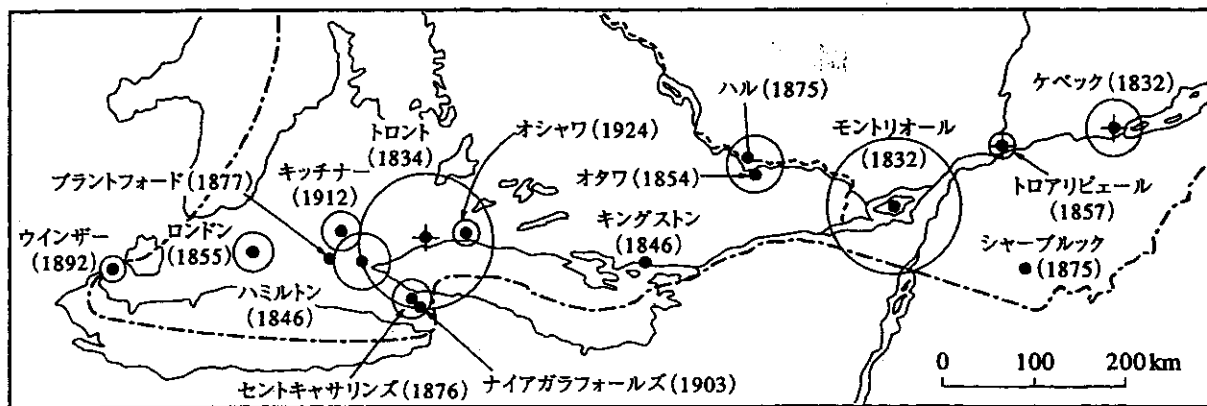 ケベック(1832)
ハル(1875)
モントリオール
(1832)
トロント
(1834)
オシャワ(1924)
ブラントフォード(1877)
キッチナー
(1912)
オタワ(1854)
トロアリビェール
(1857)
ウインザー
(1892)
ロンドン
(1855)
キングストン
(1846)
シャーブルック
(1875)
ハミルトン
(1846)
セントキャサリンズ(1876)
ナイアガラフォールズ(1903)
0 100 200km